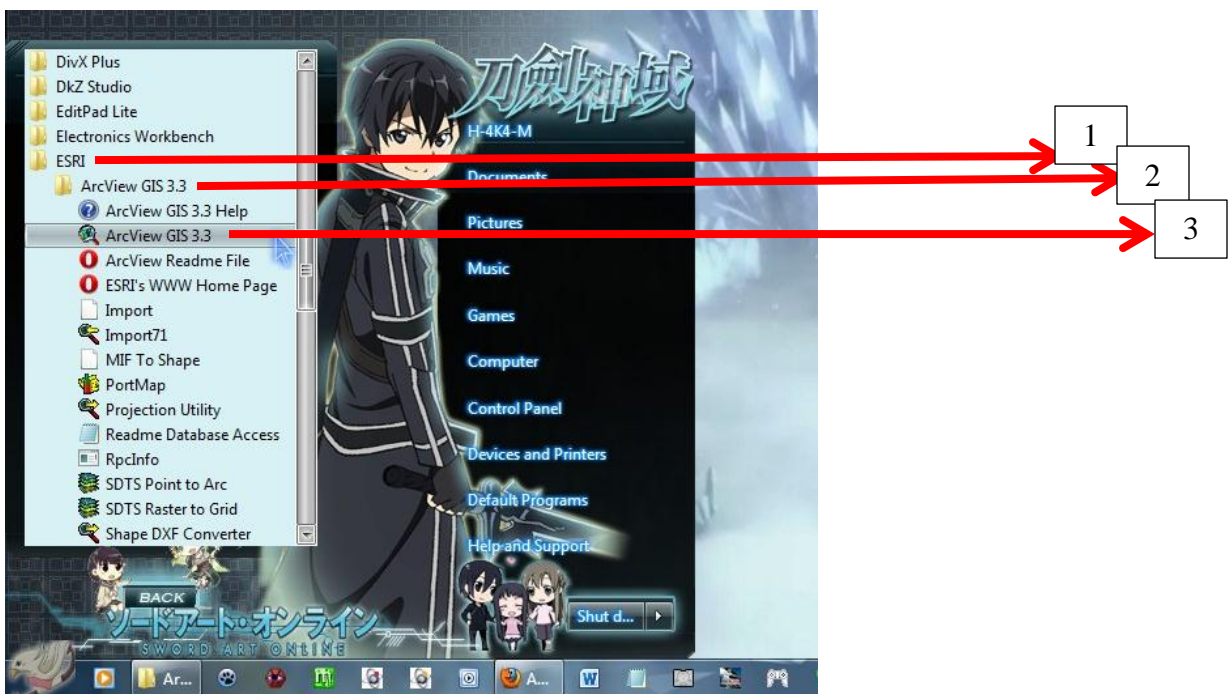 DivX Plus
DkZ Studio
EditPad Lite
Electronics Workbench
ESRI
ArcView GIS 3.3
ArcView GIS 3.3 Help
ArcView GIS 3.3
ArcView Readme File
ESRI's WWW Home Page
Import
Import71
MIF To Shape
PortMap
Projection Utility
Readme Database Access
RpcInfo
SDTS Point to Arc
SDTS Raster to Grid
Shape DXF Converter
BACK
ソードアート・オンライン
SWORD ART ONLINE
刀劍神域
H-4K4-M
Documents
Pictures
Music
Games
Computer
Control Panel
Devices and Printers
Default Programs
Help and Support
Shut d...
Ar...
A...
W
1
2
3